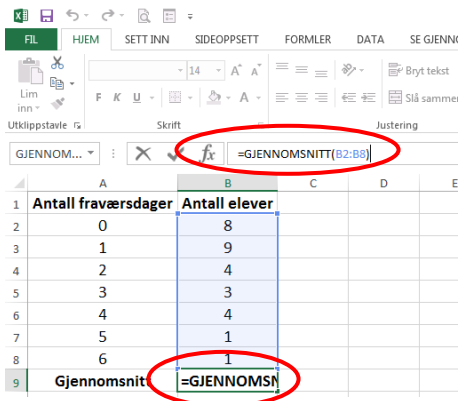 FIL HJEM SETT INN SIDEOPPSETT FORMLER DATA SE GJENNO
Lim inn
14 A A Bryt tekst
F K U A Slå sammen
Utklippstavle Skrift Justering
GJENNOM... fx =GJENNOMSNITT(B2:B8)
A B C D E
1 Antall fraværsdager Antall elever
2 0 8
3 1 9
4 2 4
5 3 3
6 4 4
7 5 1
8 6 1
9 Gjennomsnitt =GJENNOMSN